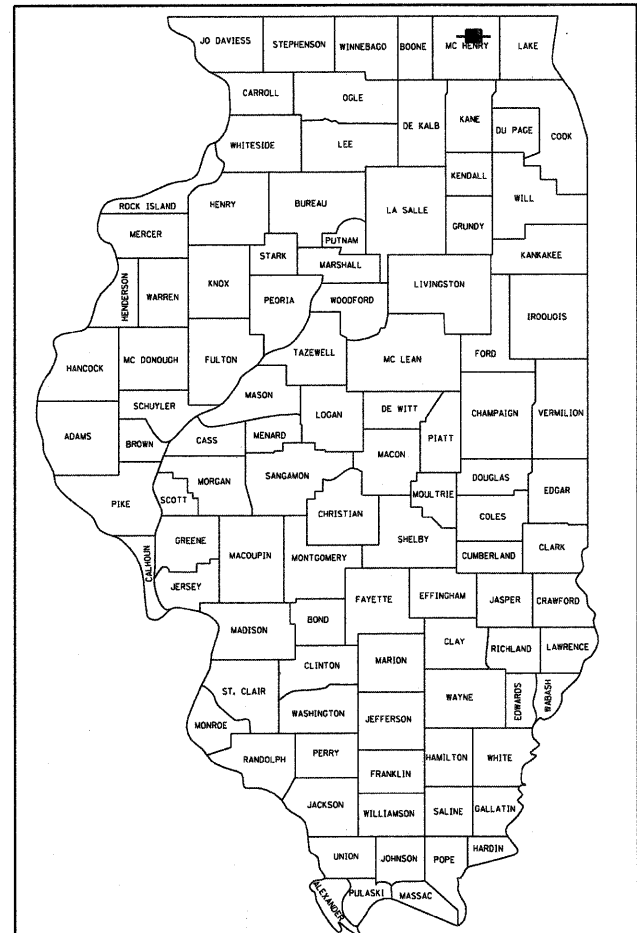 JO DAVIESS
STEPHENSON
WINNEBAGO
BOONE
MC HENRY
LAKE
CARROLL
OGLE
DE KALB
KANE
DU PAGE
COOK
WHITESIDE
LEE
KENDALL
WILL
ROCK ISLAND
HENRY
BUREAU
LA SALLE
GRUNDY
MERCER
PUTNAM
STARK
MARSHALL
KANKAKEE
HENDERSON
WARREN
KNOX
PEORIA
WOODFORD
LIVINGSTON
IROQUOIS
HANCOCK
MC DONOUGH
FULTON
TAZEWELL
MC LEAN
FORD
SCHUYLER
MASON
LOGAN
DE WITT
CHAMPAIGN
VERMILION
ADAMS
BROWN
CASS
MENARD
MACON
PIATT
PIKE
SCOTT
MORGAN
SANGAMON
CHRISTIAN
MOULTRIE
DOUGLAS
EDGAR
COLES
CALHOUN
GREENE
MACOUPIN
MONTGOMERY
SHELBY
CUMBERLAND
CLARK
JERSEY
FAYETTE
EFFINGHAM
JASPER
CRAWFORD
MADISON
BOND
CLAY
RICHLAND
LAWRENCE
CLINTON
MARION
ST. CLAIR
WAYNE
EDWARDS
WABASH
MONROE
WASHINGTON
JEFFERSON
RANDOLPH
PERRY
HAMILTON
WHITE
FRANKLIN
JACKSON
WILLIAMSON
SALINE
GALLATIN
UNION
JOHNSON
POPE
HARDIN
ALEXANDER
PULASKI
MASSAC